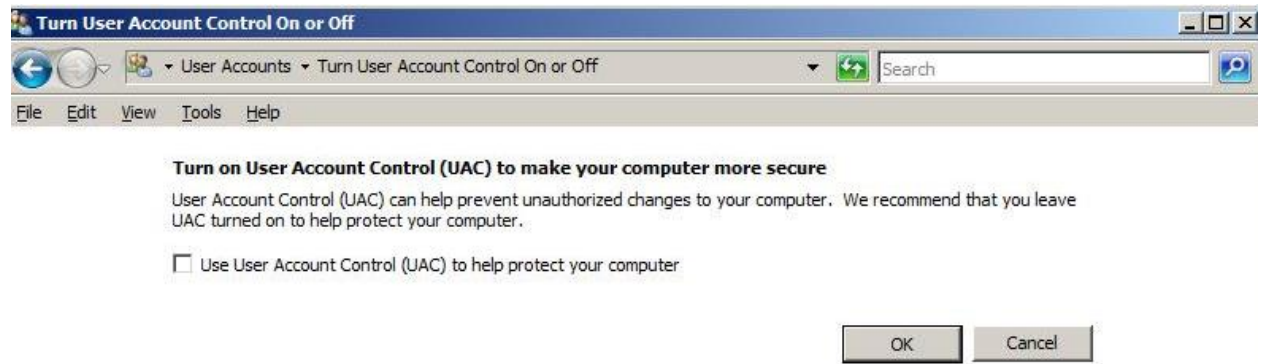 Turn User Account Control On or Off
User Accounts Turn User Account Control On or Off Search
File Edit View Tools Help
Turn on User Account Control (UAC) to make your computer more secure
User Account Control (UAC) can help prevent unauthorized changes to your computer. We recommend that you leave
UAC turned on to help protect your computer.
Use User Account Control (UAC) to help protect your computer
OK Cancel